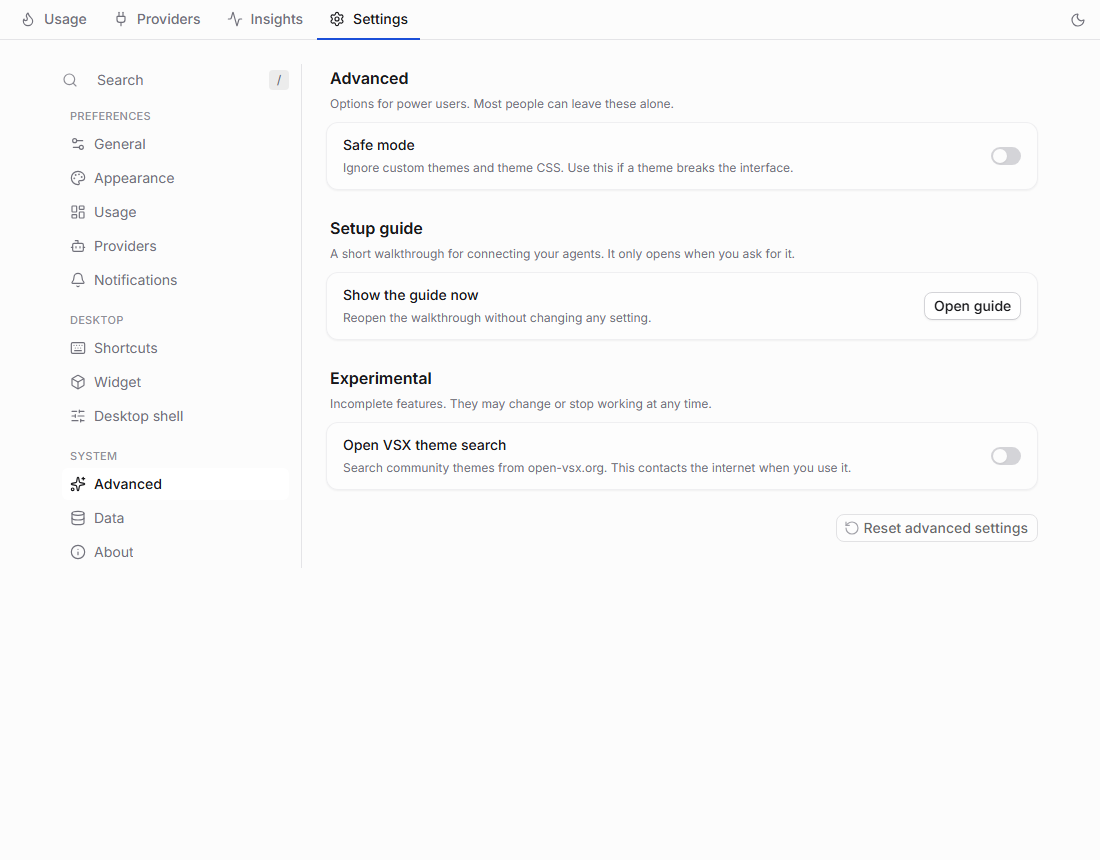 Usage
Providers
Insights
Settings
Search
/
PREFERENCES
General
Appearance
Usage
Providers
Notifications
DESKTOP
Shortcuts
Widget
Desktop shell
SYSTEM
Advanced
Data
About
Advanced
Options for power users. Most people can leave these alone.
Safe mode
Ignore custom themes and theme CSS. Use this if a theme breaks the interface.
Setup guide
A short walkthrough for connecting your agents. It only opens when you ask for it.
Show the guide now
Reopen the walkthrough without changing any setting.
Open guide
Experimental
Incomplete features. They may change or stop working at any time.
Open VSX theme search
Search community themes from open-vsx.org. This contacts the internet when you use it.
Reset advanced settings